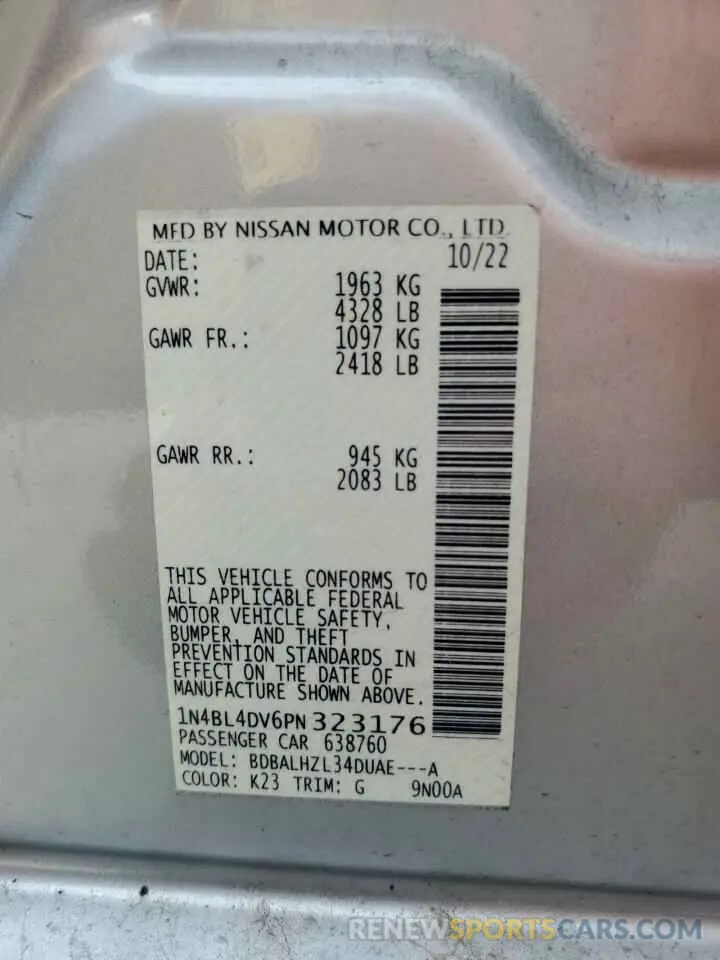 MFD BY NISSAN MOTOR CO., LTD.
DATE: 10/22
GVWR: 1963 KG
4328 LB
GAWR FR.: 1097 KG
2418 LB
GAWR RR.: 945 KG
2083 LB
THIS VEHICLE CONFORMS TO
ALL APPLICABLE FEDERAL
MOTOR VEHICLE SAFETY,
BUMPER, AND THEFT
PREVENTION STANDARDS IN
EFFECT ON THE DATE OF
MANUFACTURE SHOWN ABOVE.
1N4BL4DV6PN323176
PASSENGER CAR 638760
MODEL: BDBALHZL34DUAE---A
COLOR: K23 TRIM: G 9N00A
RENEWSPORTSCARS.COM